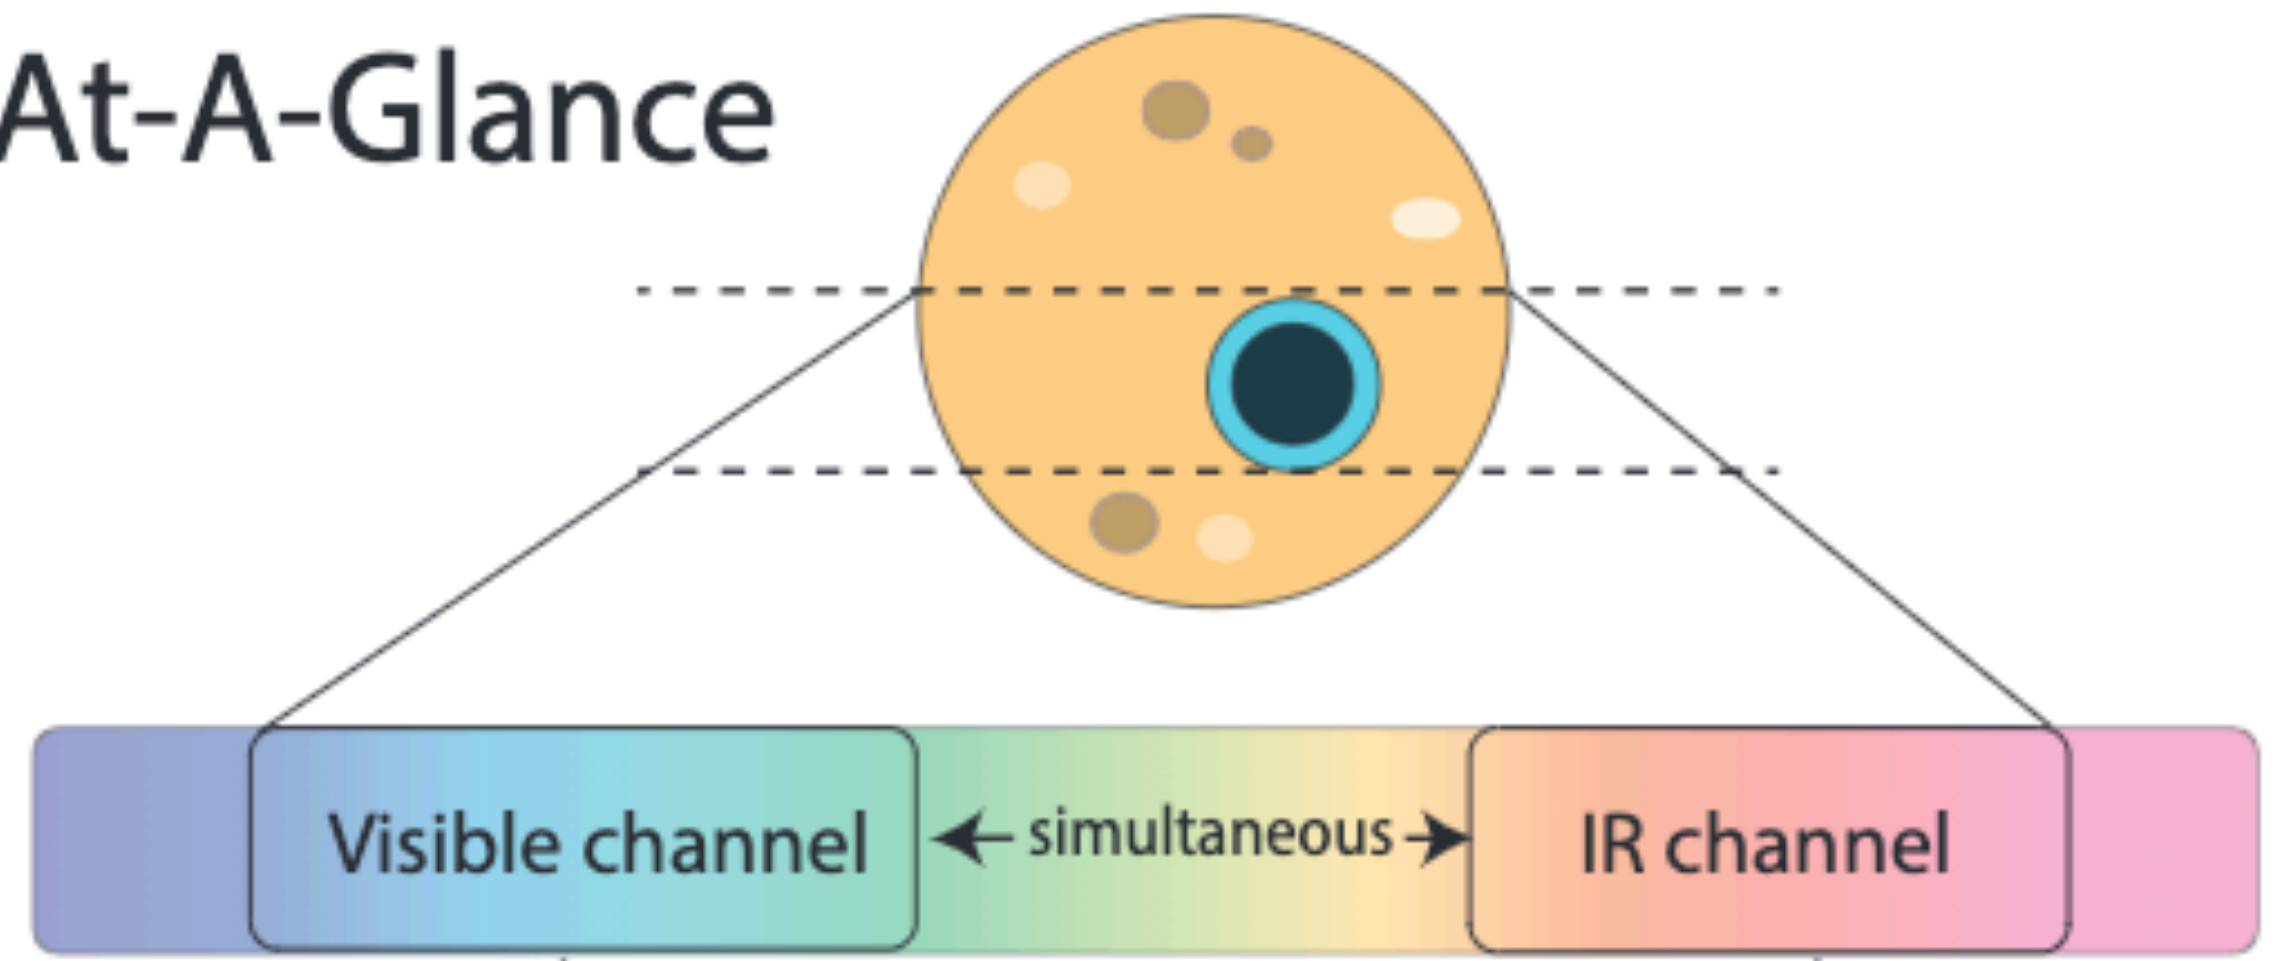 At-A-Glance
Visible channel
simultaneous
IR channel